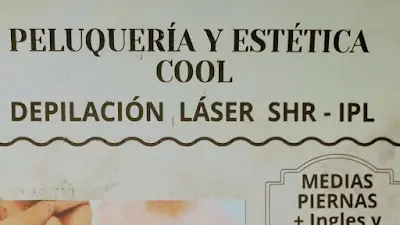 PELUQUERÍA Y ESTÉTICA
COOL
DEPILACIÓN LÁSER SHR - IPL
MEDIAS
PIERNAS
+ Ingles y